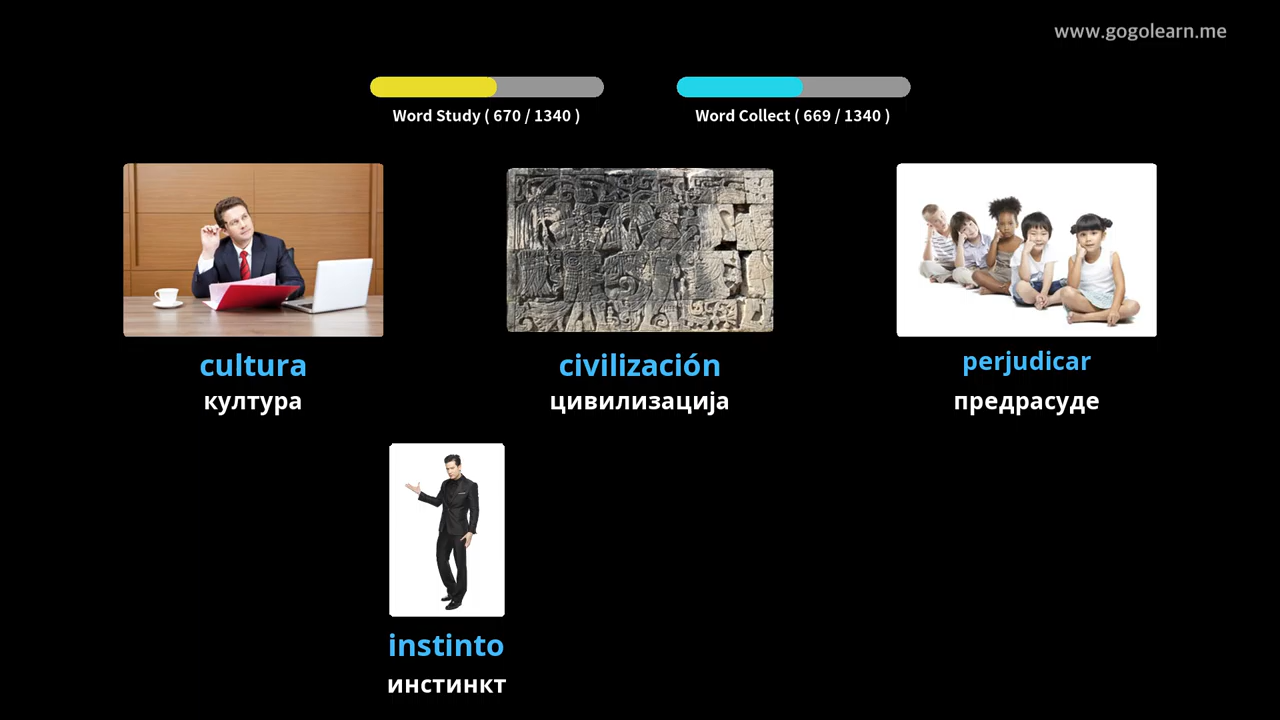 www.gogolearn.me
Word Study ( 670 / 1340 )
Word Collect ( 669 / 1340 )
cultura
култура
civilización
цивилизација
perjudicar
предрасуде
instinto
инстинкт